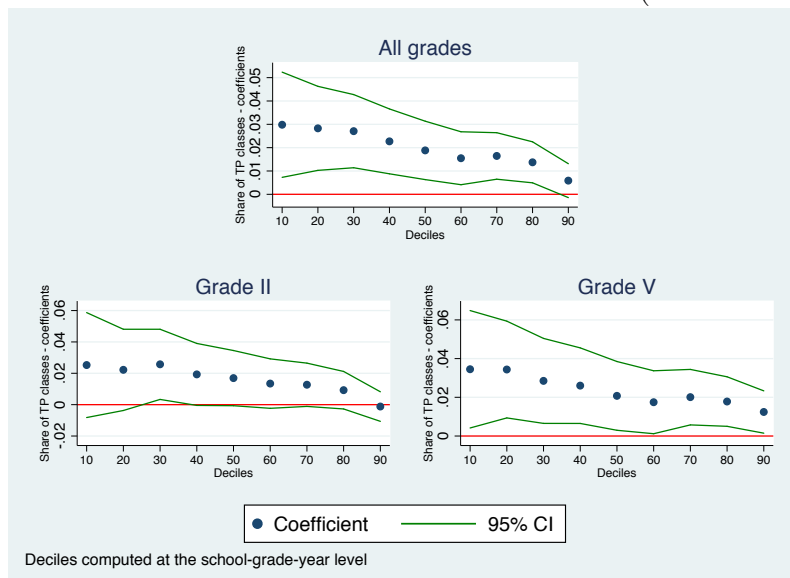 All grades
Share of TP classes - coefficients
0 .01 .02 .03 .04 .05
10 20 30 40 50 60 70 80 90
Deciles
Grade II
Share of TP classes - coefficients
-.02 0 .02 .04 .06
10 20 30 40 50 60 70 80 90
Deciles
Grade V
Share of TP classes - coefficients
0 .02 .04 .06
10 20 30 40 50 60 70 80 90
Deciles
Coefficient 95% CI
Deciles computed at the school-grade-year level